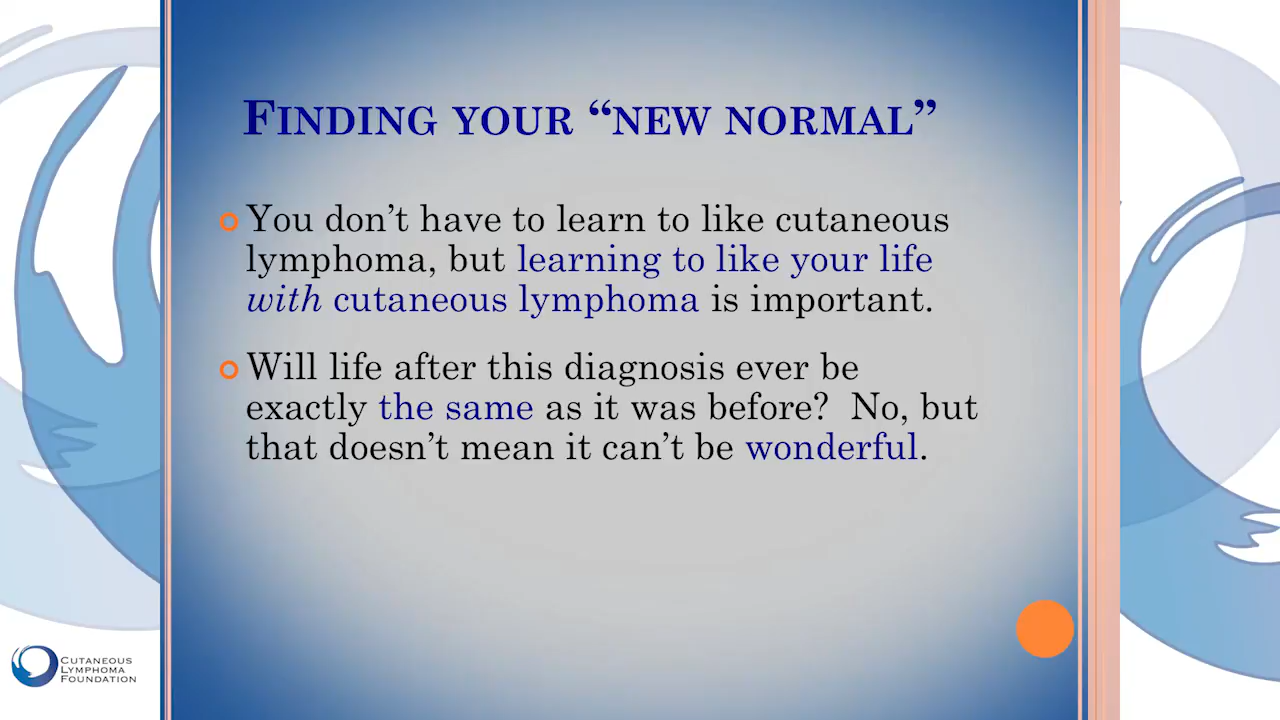 FINDING YOUR “NEW NORMAL”
You don’t have to learn to like cutaneous
lymphoma, but learning to like your life
with cutaneous lymphoma is important.
Will life after this diagnosis ever be
exactly the same as it was before?  No, but
that doesn’t mean it can’t be wonderful.
CUTANEOUS
LYMPHOMA
FOUNDATION